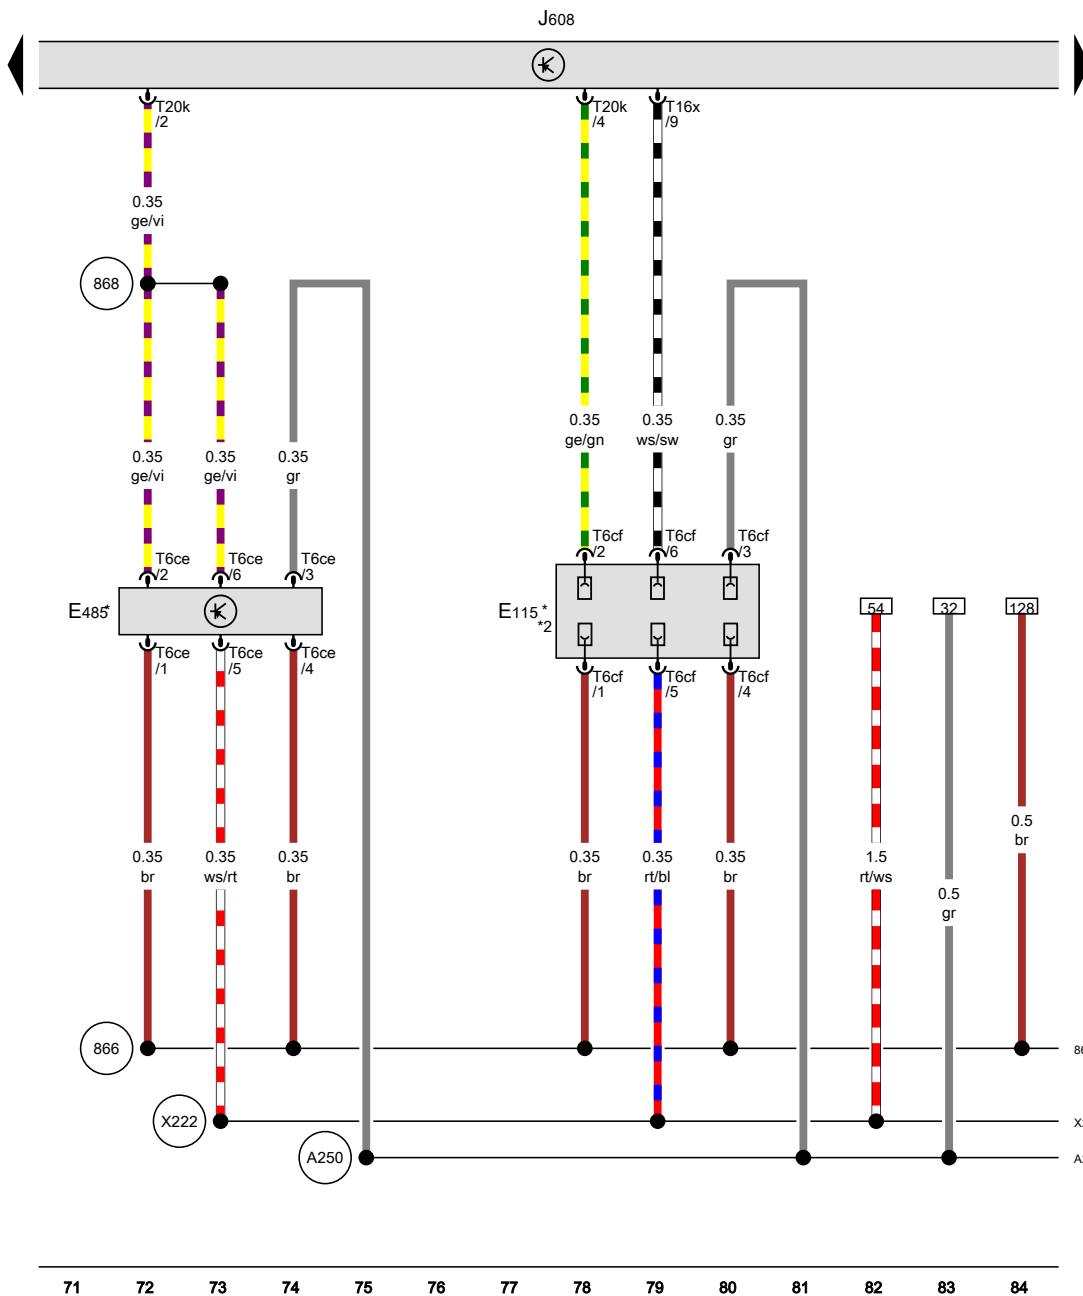 J608
T20k
/2
T20k
/4
T16x
/9
0.35
ge/vi
868
0.35
ge/gn
0.35
ws/sw
0.35
gr
0.35
ge/vi
0.35
ge/vi
0.35
gr
T6cf
/2
T6cf
/6
T6cf
/3
T6ce
/2
T6ce
/6
T6ce
/3
E485*
E115 *
*2
54
32
128
T6ce
/1
T6ce
/5
T6ce
/4
T6cf
/1
T6cf
/5
T6cf
/4
0.5
br
0.35
br
0.35
ws/rt
0.35
br
0.35
br
0.35
rt/bl
0.35
br
1.5
rt/ws
0.5
gr
866
X222
A250
71 72 73 74 75 76 77 78 79 80 81 82 83 84